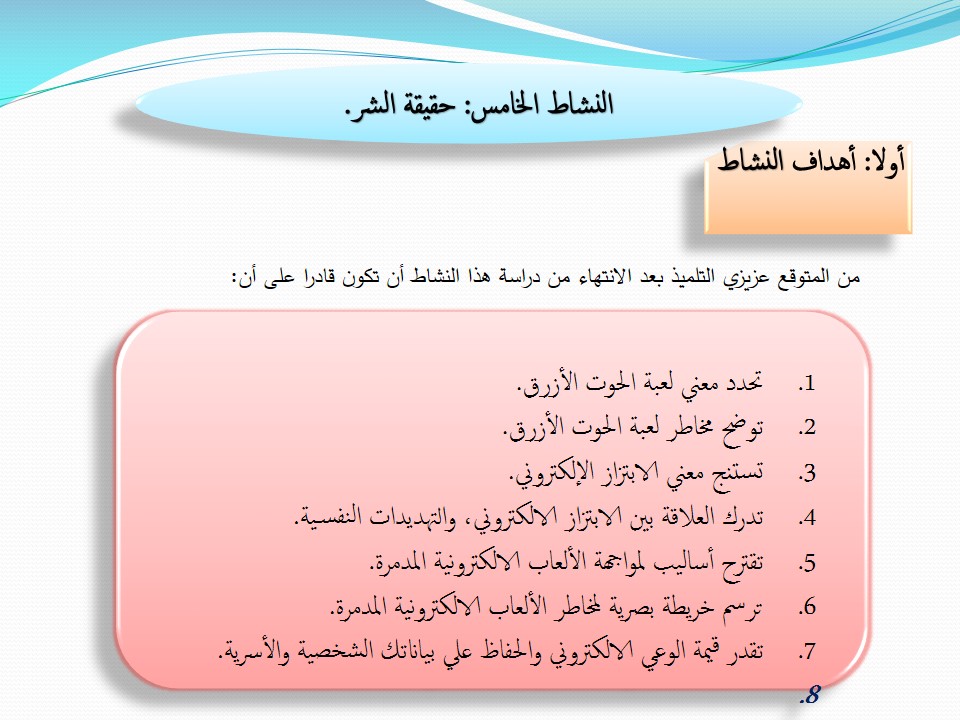 النشاط الخامس: حقيقة الشر.
أولا: أهداف النشاط
من المتوقع عزيزي التلميذ بعد الانتهاء من دراسة هذا النشاط أن تكون قادرا على أن:
1. تحدد معني لعبة الحوت الأزرق.
2. توضح مخاطر لعبة الحوت الأزرق.
3. تستنج معني الابتزاز الإلكتروني.
4. تدرك العلاقة بين الابتزاز الالكتروني، والتهديدات النفسية.
5. تقترح أساليب لمواجهة الألعاب الالكترونية المدمرة.
6. ترسم خريطة بصرية لمخاطر الألعاب الالكترونية المدمرة.
7. تقدر قيمة الوعي الالكتروني والحفاظ علي بياناتك الشخصية والأسرية.
8.